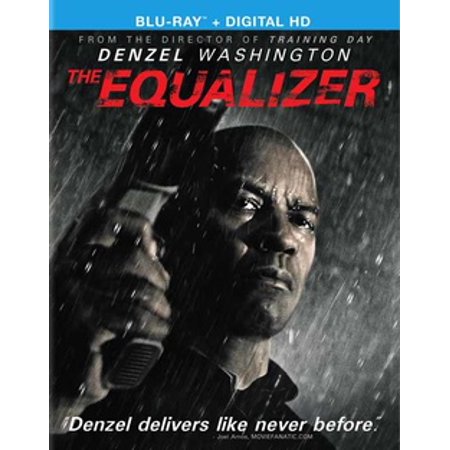 BLU-RAY™ + DIGITAL HD
FROM THE DIRECTOR OF TRAINING DAY
DENZEL WASHINGTON
THE EQUALIZER
"Denzel delivers like never before."
- Joel Amos, MOVIEFANATIC.COM